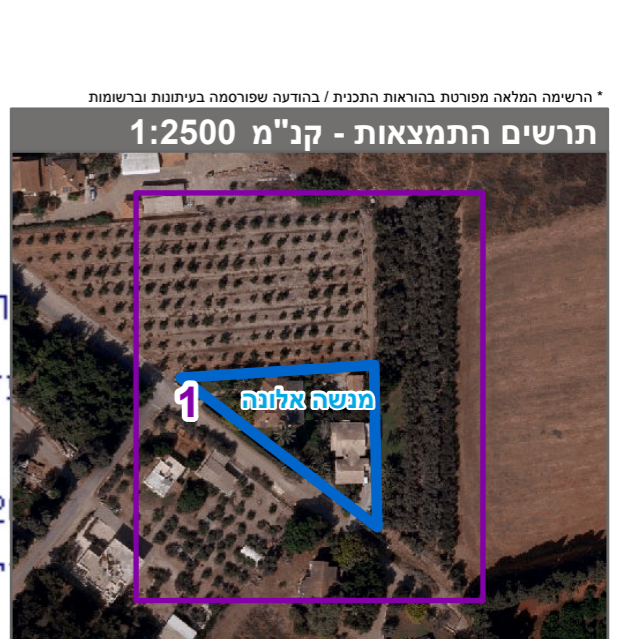 * הרשימה המלאה מפורטת בהוראות התכנית / בהודעה שפורסמה בעיתונות וברשומות
תרשים התמצאות - קנ"מ 1:2500
מנשה אלונה
1